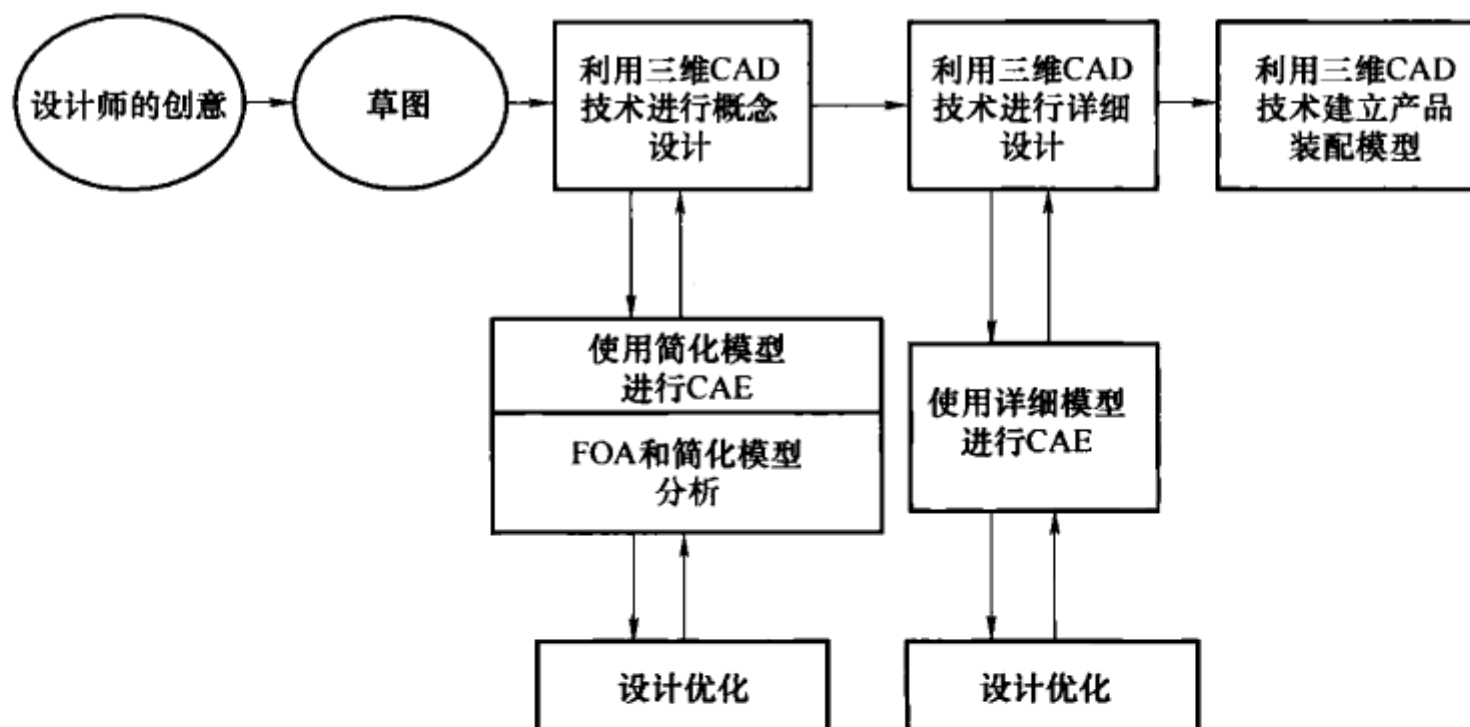 设计师的创意
草图
利用三维CAD
技术进行概念
设计
利用三维CAD
技术进行详细
设计
利用三维CAD
技术建立产品
装配模型
使用简化模型
进行CAE
FOA和简化模型
分析
使用详细模型
进行CAE
设计优化
设计优化